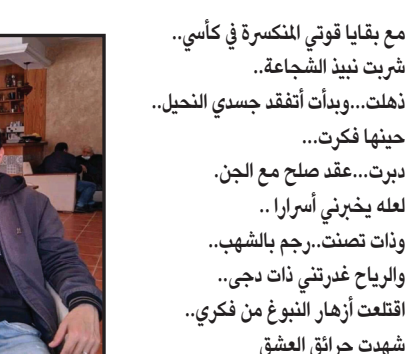 مع بقايا قوتي المنكسرة في كأسي..
شربت نبيذ الشجاعة..
ذهلت...وبدأت أتفقد جسدي النحيل..
حينها فكرت...
دبرت...عقد صلح مع الجن.
لعله يخبرني أسرارا ..
وذات تصنت..رجم بالشهب..
والرياح غدرتني ذات دجى..
اقتلعت أزهار النبوغ من فكري..
شهدت حرائق العشق